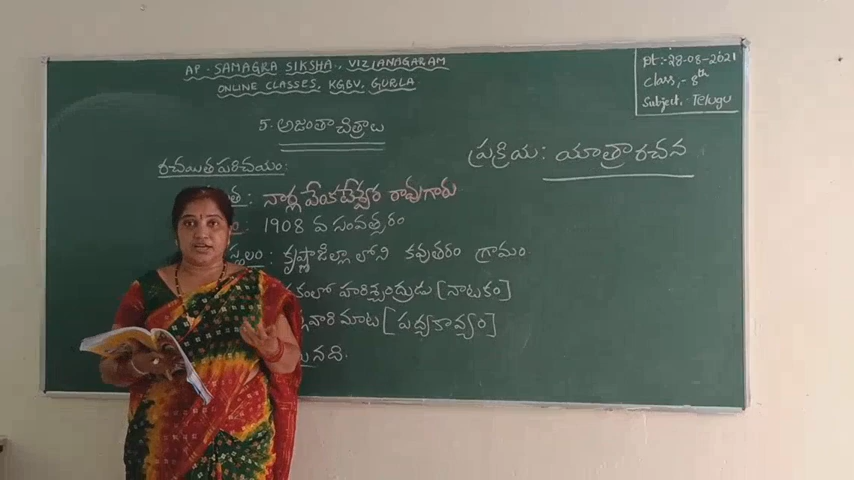 AP. SAMAGRA SIKSHA., VIZIANAGARAM
ONLINE CLASSES, KGBV, GURLA
Dt:-28-08-2021
Class,- 8th
Subject, Telugu
5. అజంతా చిత్రాలు
ప్రక్రియ: యాత్రా రచన
రచయిత పరిచయం:
త : నార్ల వేంకటేశ్వర రావుగారు
: 1908 వ సంవత్సరం
స్థలం : కృష్ణాజిల్లా లోని కవుతరం గ్రామం
కంలో హరిశ్చంద్రుడు [నాటకం]
వారి మాట [పద్యకావ్యం]
నది.